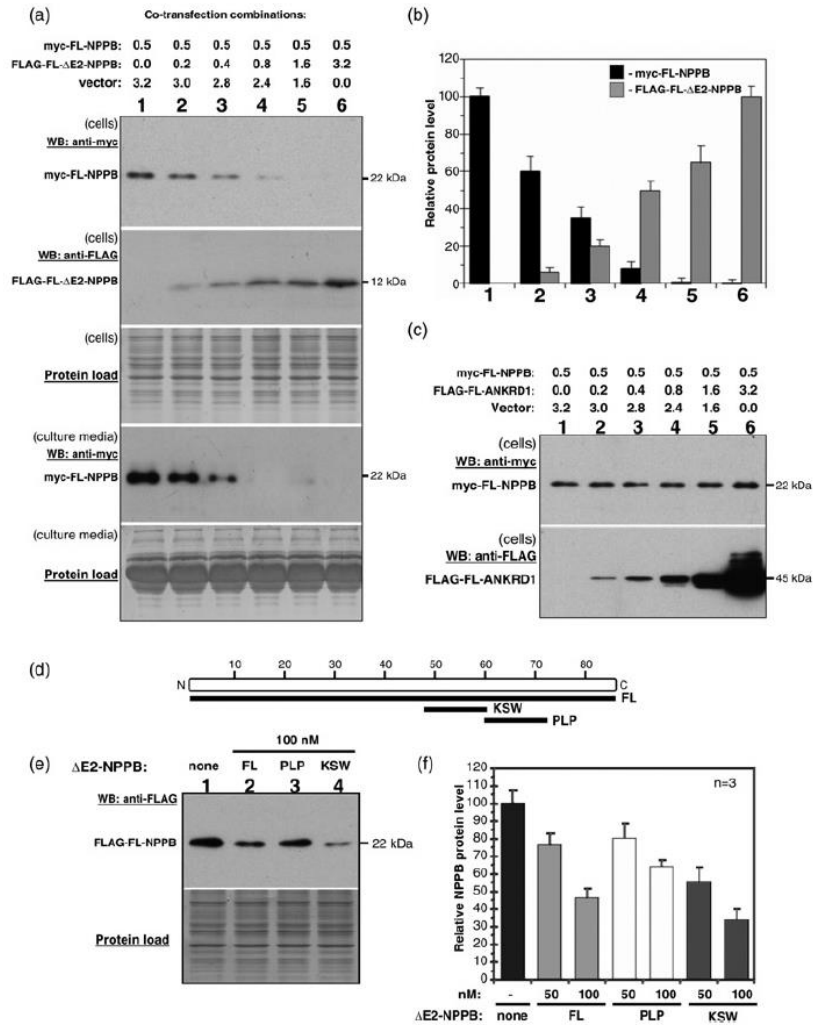 (a)
Co-transfection combinations:
myc-FL-NPPB: 0.5 0.5 0.5 0.5 0.5 0.5
FLAG-FL-ΔE2-NPPB: 0.0 0.2 0.4 0.8 1.6 3.2
vector: 3.2 3.0 2.8 2.4 1.6 0.0
1 2 3 4 5 6
(cells)
WB: anti-myc
myc-FL-NPPB
22 kDa
(cells)
WB: anti-FLAG
FLAG-FL-ΔE2-NPPB
12 kDa
(cells)
Protein load
(culture media)
WB: anti-myc
myc-FL-NPPB
22 kDa
(culture media)
Protein load
(b)
Relative protein level
120
100
80
60
40
20
0
- myc-FL-NPPB
- FLAG-FL-ΔE2-NPPB
1 2 3 4 5 6
(c)
myc-FL-NPPB: 0.5 0.5 0.5 0.5 0.5 0.5
FLAG-FL-ANKRD1: 0.0 0.2 0.4 0.8 1.6 3.2
Vector: 3.2 3.0 2.8 2.4 1.6 0.0
1 2 3 4 5 6
(cells)
WB: anti-myc
myc-FL-NPPB
22 kDa
(cells)
WB: anti-FLAG
FLAG-FL-ANKRD1
45 kDa
(d)
10 20 30 40 50 60 70 80
N C
FL
KSW
PLP
(e)
100 nM
ΔE2-NPPB: none FL PLP KSW
1 2 3 4
WB: anti-FLAG
FLAG-FL-NPPB
22 kDa
Protein load
(f)
Relative NPPB protein level
120
110
100
90
80
70
60
50
40
30
20
10
0
n=3
nM: - 50 100 50 100 50 100
ΔE2-NPPB: none FL PLP KSW